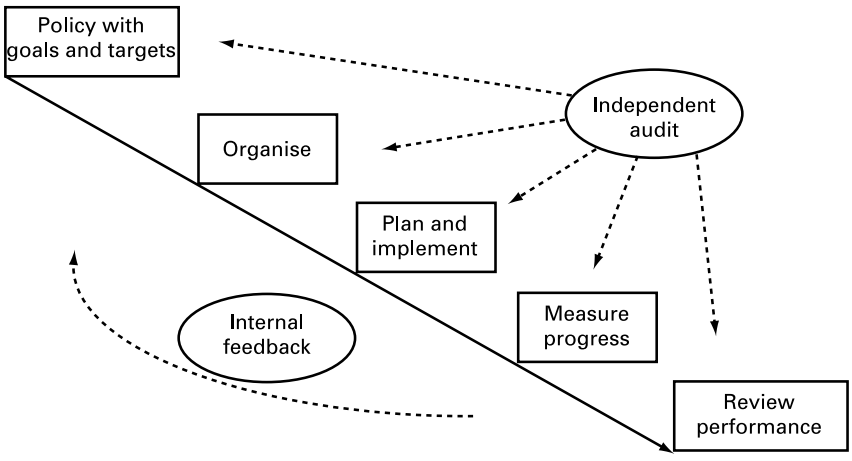 Policy with
goals and targets
Independent
audit
Organise
Plan and
implement
Internal
feedback
Measure
progress
Review
performance